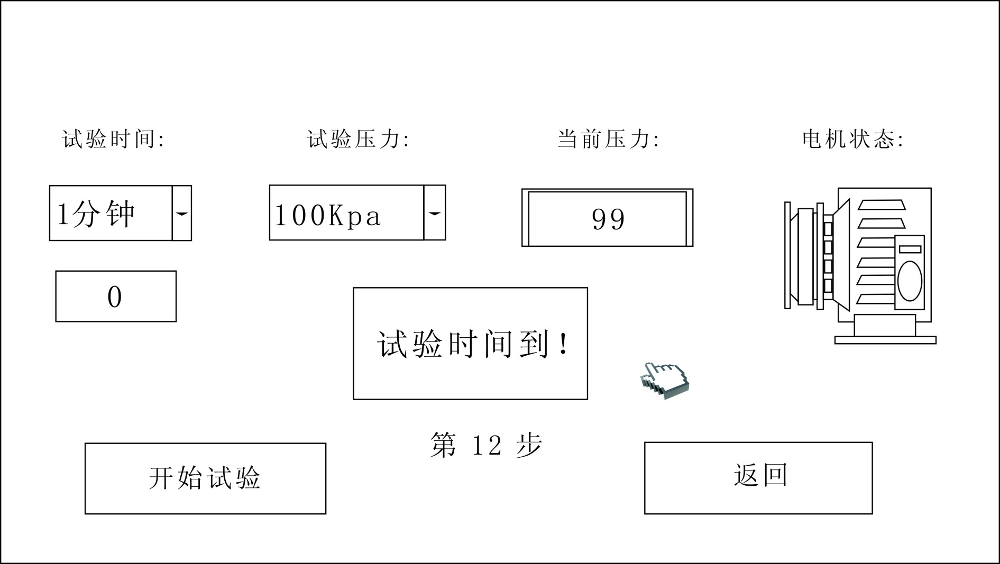 试验时间:
试验压力:
当前压力:
电机状态:
1分钟
100Kpa
99
0
试验时间到!
第 12 步
开始试验
返回